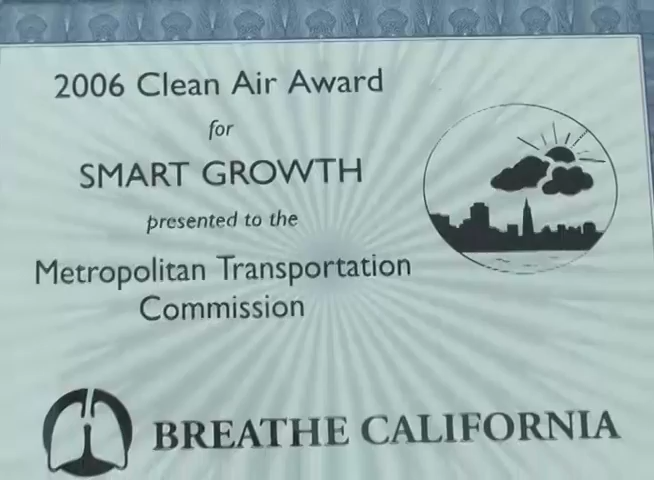 2006 Clean Air Award
for
SMART GROWTH
presented to the
Metropolitan Transportation
Commission
BREATHE CALIFORNIA